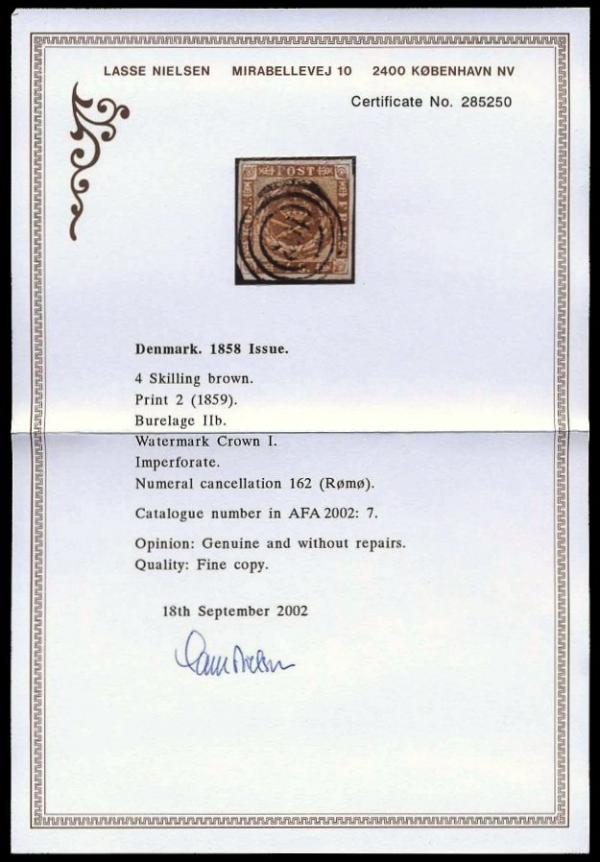 LASSE NIELSEN MIRABELLEVEJ 10 2400 KØBENHAVN NV
Certificate No. 285250
POST
Denmark. 1858 Issue.
4 Skilling brown.
Print 2 (1859).
Burelage IIb.
Watermark Crown I.
Imperforate.
Numeral cancellation 162 (Rømø).
Catalogue number in AFA 2002: 7.
Opinion: Genuine and without repairs.
Quality: Fine copy.
18th September 2002
Lasse Nielsen